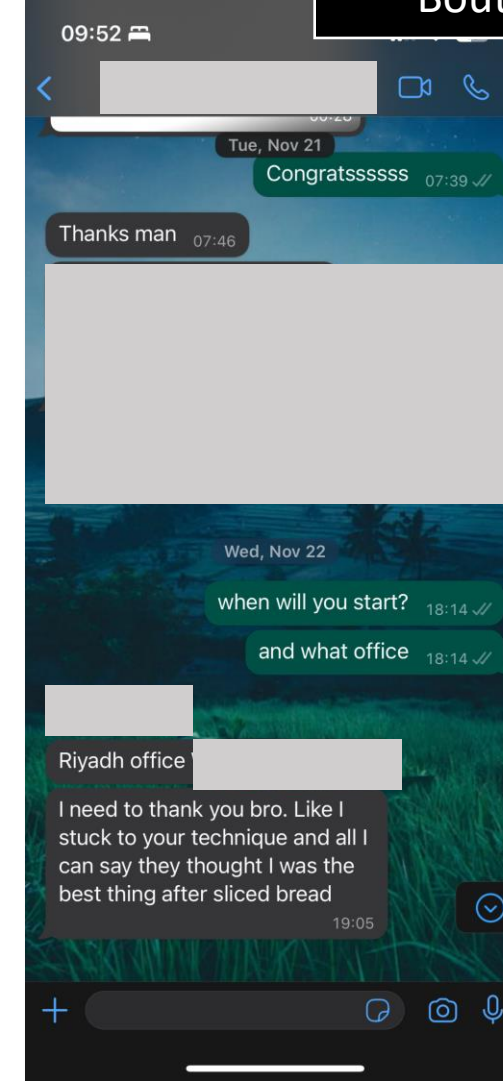 Bout
09:52
Tue, Nov 21
Congratssssss 07:39
Thanks man 07:46
Wed, Nov 22
when will you start? 18:14
and what office 18:14
Riyadh office
I need to thank you bro. Like I
stuck to your technique and all I
can say they thought I was the
best thing after sliced bread
19:05